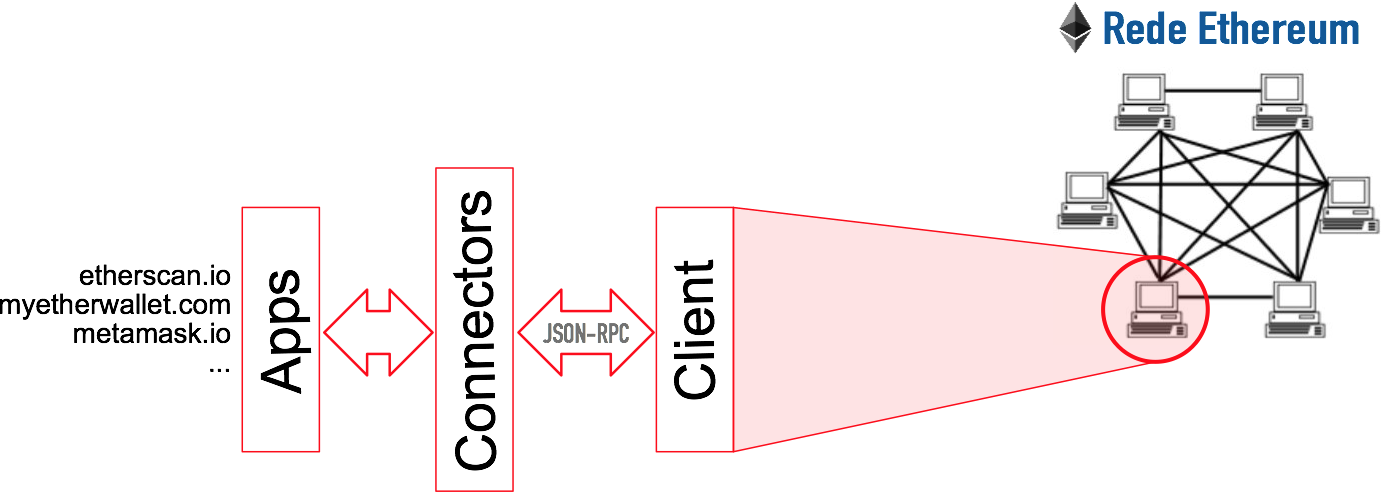 Rede Ethereum
etherscan.io
myetherwallet.com
metamask.io
...
Apps
Connectors
JSON-RPC
Client